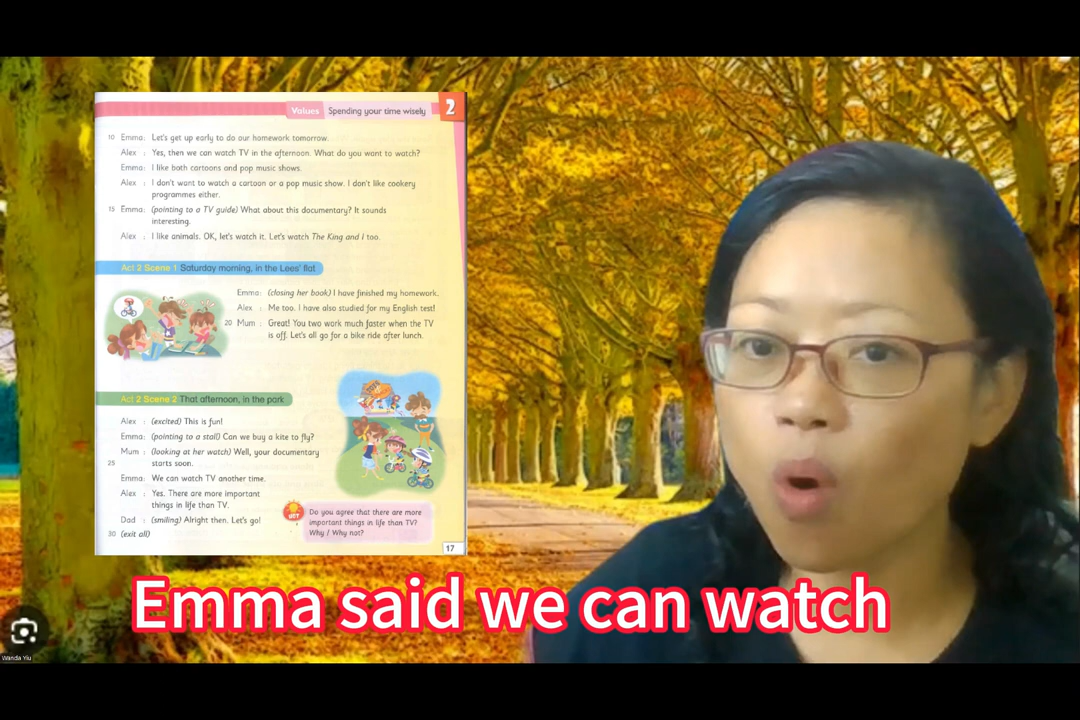 Values Spending your time wisely 2
10 Emma: Let's get up early to do our homework tomorrow.
Alex : Yes, then we can watch TV in the afternoon. What do you want to watch?
Emma: I like both cartoons and pop music shows.
Alex : I don't want to watch a cartoon or a pop music show. I don't like cookery
programmes either.
15 Emma: (pointing to a TV guide) What about this documentary? It sounds
interesting.
Alex : I like animals. OK, let's watch it. Let's watch The King and I too.
Act 2 Scene 1 Saturday morning, in the Lees' flat
Emma: (closing her book) I have finished my homework.
Alex : Me too. I have also studied for my English test!
20 Mum : Great! You two work much faster when the TV
is off. Let's all go for a bike ride after lunch.
Act 2 Scene 2 That afternoon, in the park
Alex : (excited) This is fun!
Emma: (pointing to a stall) Can we buy a kite to fly?
Mum : (looking at her watch) Well, your documentary
25 starts soon.
Emma: We can watch TV another time.
Alex : Yes. There are more important
things in life than TV.
Dad : (smiling) Alright then. Let's go!
30 (exit all)
Do you agree that there are more
important things in life than TV?
Why / Why not?
17
Emma said we can watch
Wanda Yiu